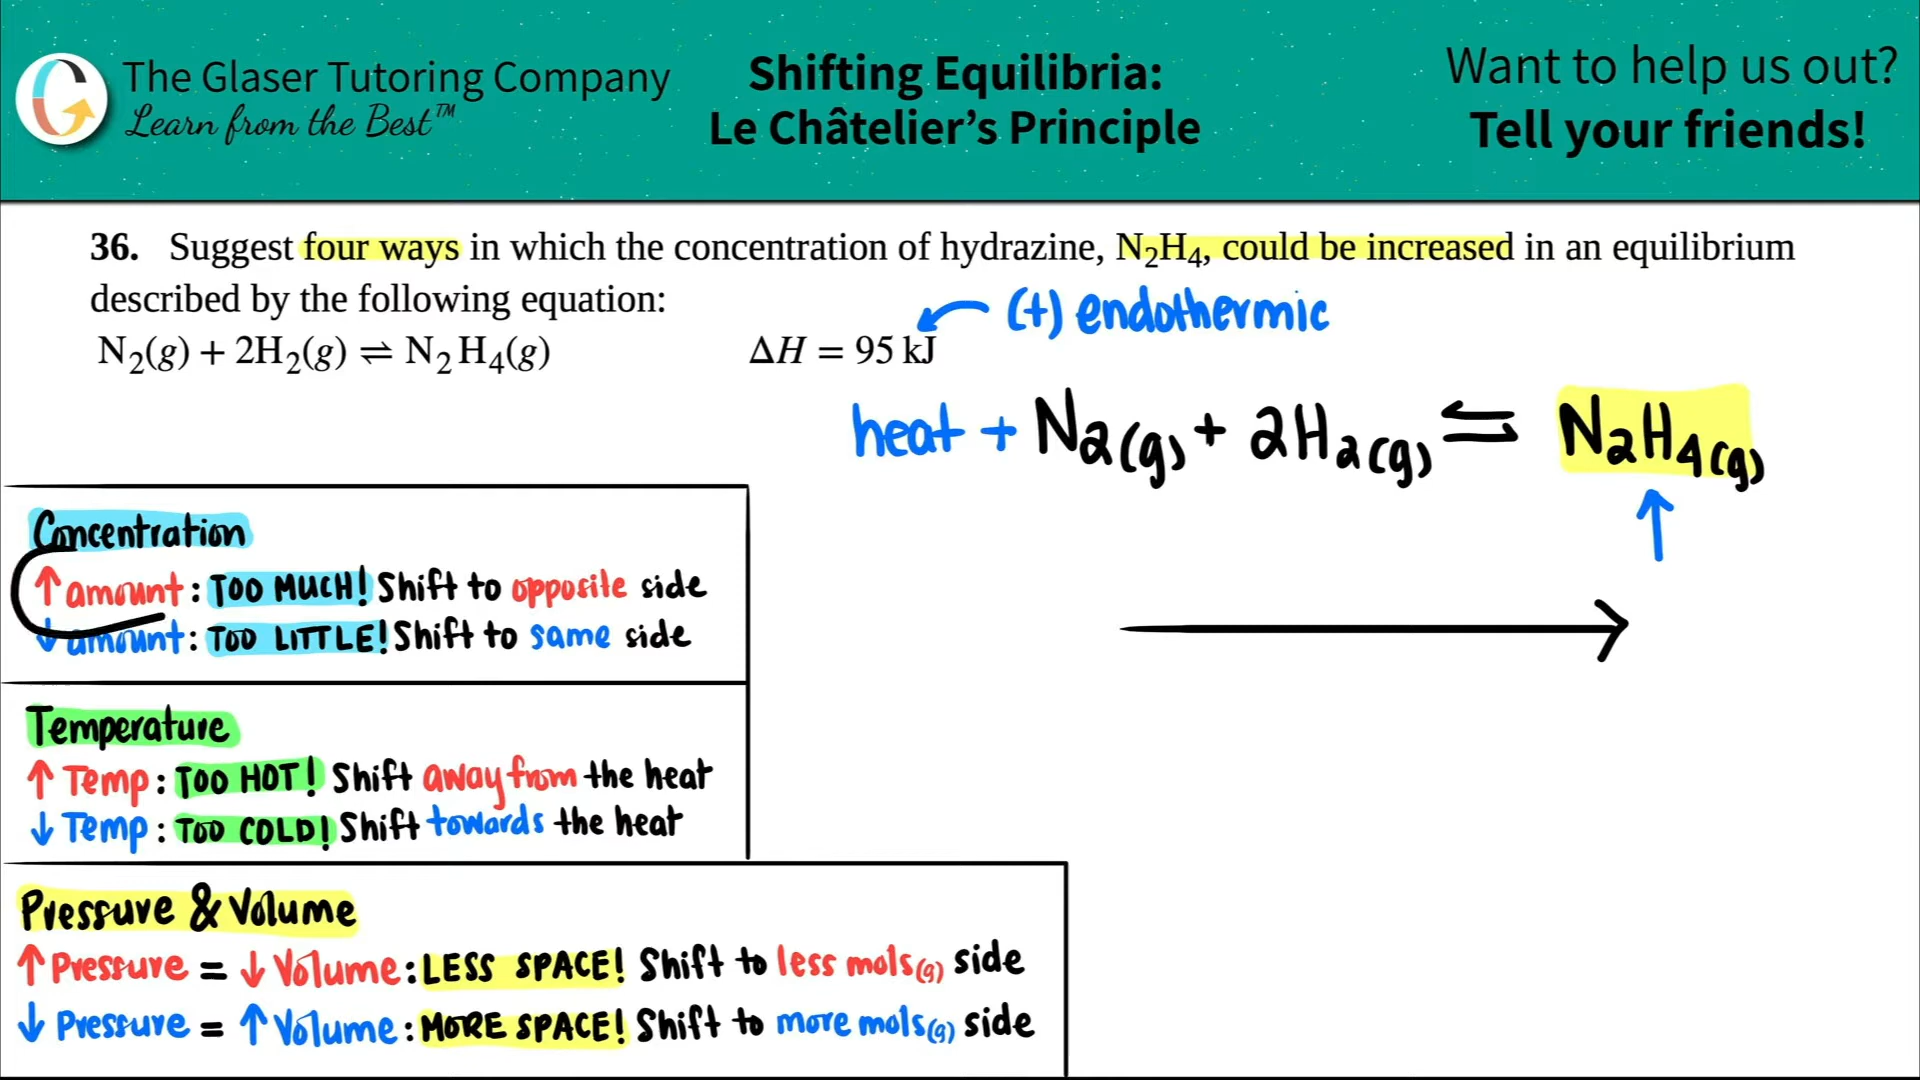 The Glaser Tutoring Company
Learn from the Best™
Shifting Equilibria:
Le Châtelier's Principle
Want to help us out?
Tell your friends!
36. Suggest four ways in which the concentration of hydrazine, N₂H₄, could be increased in an equilibrium
described by the following equation:
(+) endothermic
N₂(g) + 2H₂(g) ⇌ N₂H₄(g) ΔH = 95 kJ
heat + N₂(g) + 2H₂(g) ⇌ N₂H₄(g)
↑
Concentration
↑ amount: TOO MUCH! Shift to opposite side
↓ amount: TOO LITTLE! Shift to same side
Temperature
↑ Temp: TOO HOT! Shift away from the heat
↓ Temp: TOO COLD! Shift towards the heat
Pressure & Volume
↑ Pressure = ↓ Volume: LESS SPACE! Shift to less mols(g) side
↓ Pressure = ↑ Volume: MORE SPACE! Shift to more mols(g) side